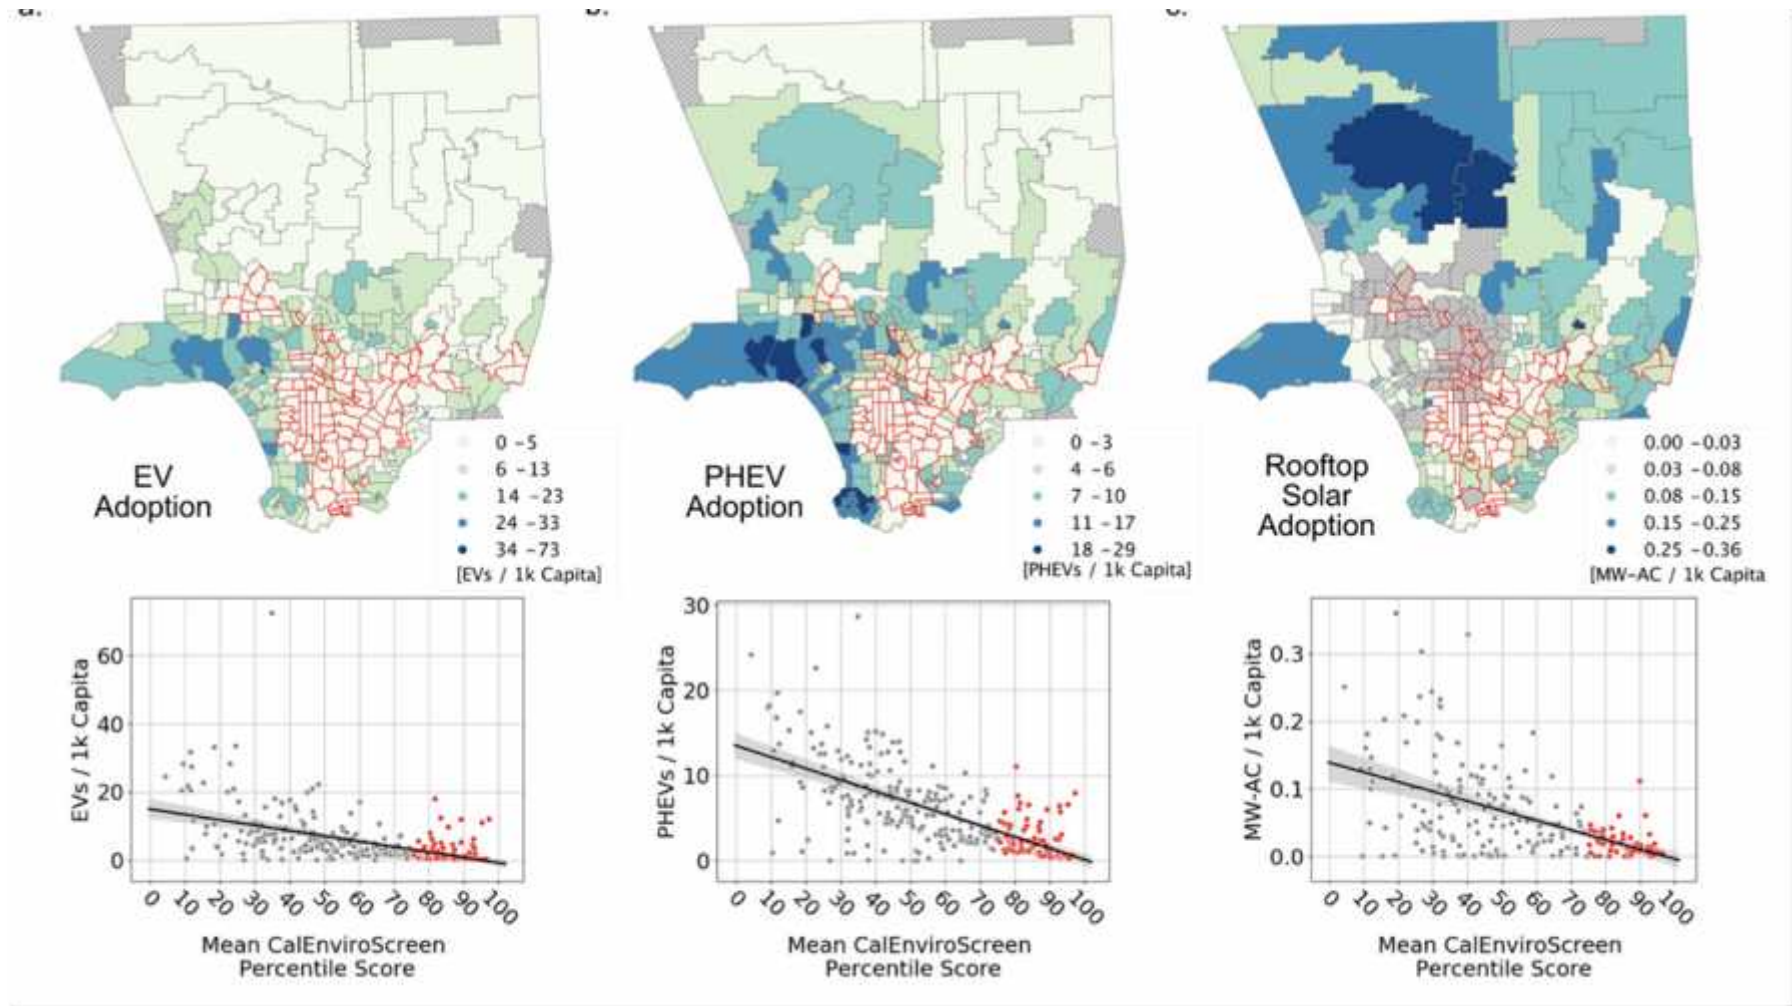 a.
b.
c.
EV
Adoption
0 -5
6 -13
14 -23
24 -33
34 -73
[EVs / 1k Capita]
PHEV
Adoption
0 -3
4 -6
7 -10
11 -17
18 -29
[PHEVs / 1k Capita]
Rooftop
Solar
Adoption
0.00 -0.03
0.03 -0.08
0.08 -0.15
0.15 -0.25
0.25 -0.36
[MW-AC / 1k Capita
EVs / 1k Capita
60
40
20
0
0 10 20 30 40 50 60 70 80 90 100
Mean CalEnviroScreen
Percentile Score
PHEVs / 1k Capita
30
20
10
0
0 10 20 30 40 50 60 70 80 90 100
Mean CalEnviroScreen
Percentile Score
MW-AC / 1k Capita
0.3
0.2
0.1
0.0
0 10 20 30 40 50 60 70 80 90 100
Mean CalEnviroScreen
Percentile Score